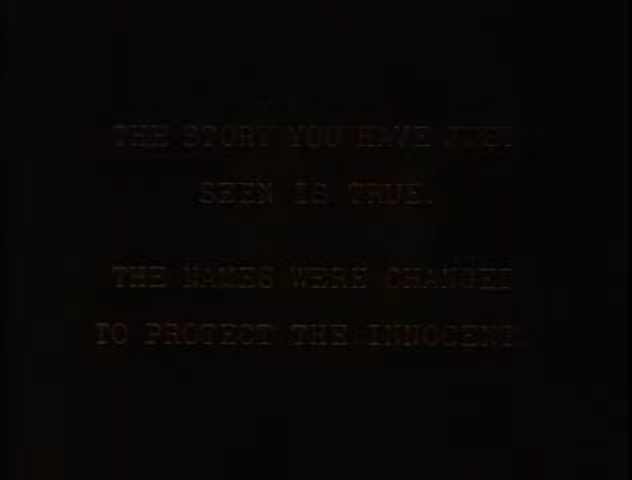 THE STORY YOU HAVE JUST
SEEN IS TRUE.
THE NAMES WERE CHANGED
TO PROTECT THE INNOCENT.